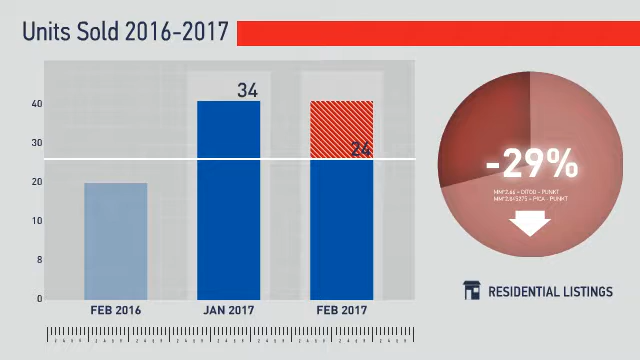 Units Sold 2016-2017
40
30
20
10
8
0
34
24
FEB 2016
JAN 2017
FEB 2017
-29%
RESIDENTIAL LISTINGS